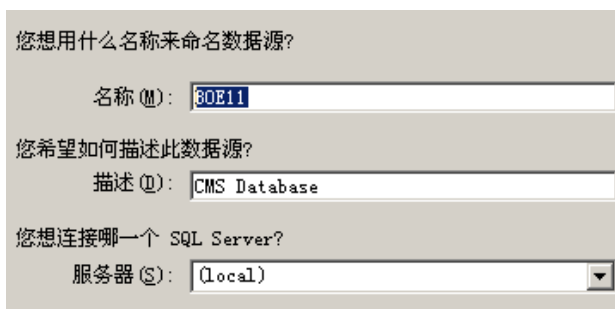 您想用什么名称来命名数据源?
名称(M): BOE11
您希望如何描述此数据源?
描述(D): CMS Database
您想连接哪一个 SQL Server?
服务器(S): (local)